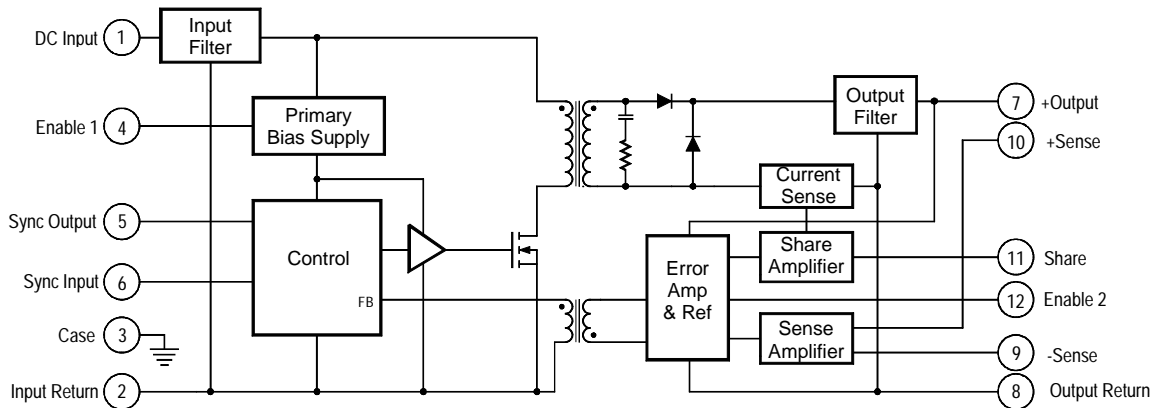 DC Input 1
Input
Filter
Enable 1 4
Primary
Bias Supply
Sync Output 5
Sync Input 6
Control
FB
Case 3
Input Return 2
Output
Filter
7 +Output
10 +Sense
Current
Sense
Share
Amplifier
11 Share
Error
Amp
& Ref
12 Enable 2
Sense
Amplifier
9 -Sense
8 Output Return